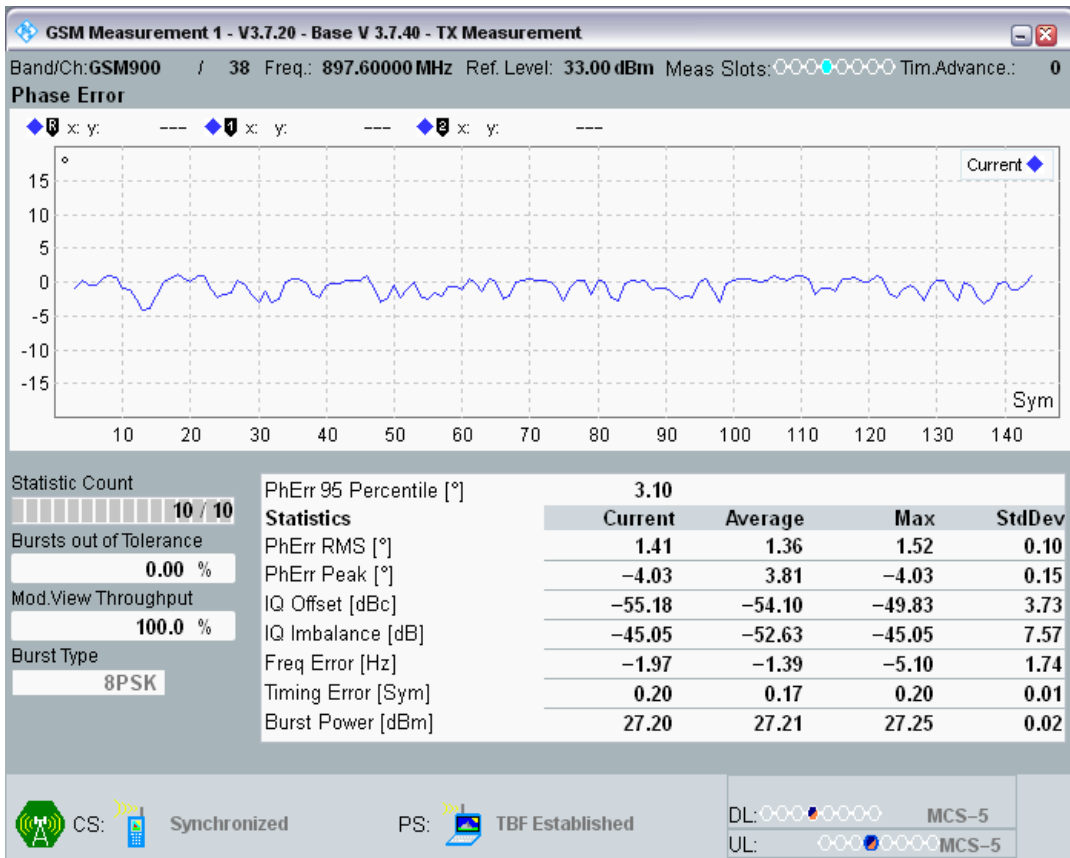 GSM Measurement 1 - V3.7.20 - Base V 3.7.40 - TX Measurement
Band/Ch:GSM900 / 38 Freq.: 897.60000 MHz Ref. Level: 33.00 dBm Meas Slots: Tim.Advance.: 0
Phase Error
R x: y: --- 1 x: y: --- 2 x: y: ---
°
Current
15
10
5
0
-5
-10
-15
Sym
10 20 30 40 50 60 70 80 90 100 110 120 130 140
Statistic Count
10 / 10
Bursts out of Tolerance
0.00 %
Mod.View Throughput
100.0 %
Burst Type
8PSK
PhErr 95 Percentile [°] 3.10
Statistics Current Average Max StdDev
PhErr RMS [°] 1.41 1.36 1.52 0.10
PhErr Peak [°] −4.03 3.81 −4.03 0.15
IQ Offset [dBc] −55.18 −54.10 −49.83 3.73
IQ Imbalance [dB] −45.05 −52.63 −45.05 7.57
Freq Error [Hz] −1.97 −1.39 −5.10 1.74
Timing Error [Sym] 0.20 0.17 0.20 0.01
Burst Power [dBm] 27.20 27.21 27.25 0.02
CS: Synchronized PS: TBF Established
DL: MCS−5
UL: MCS−5